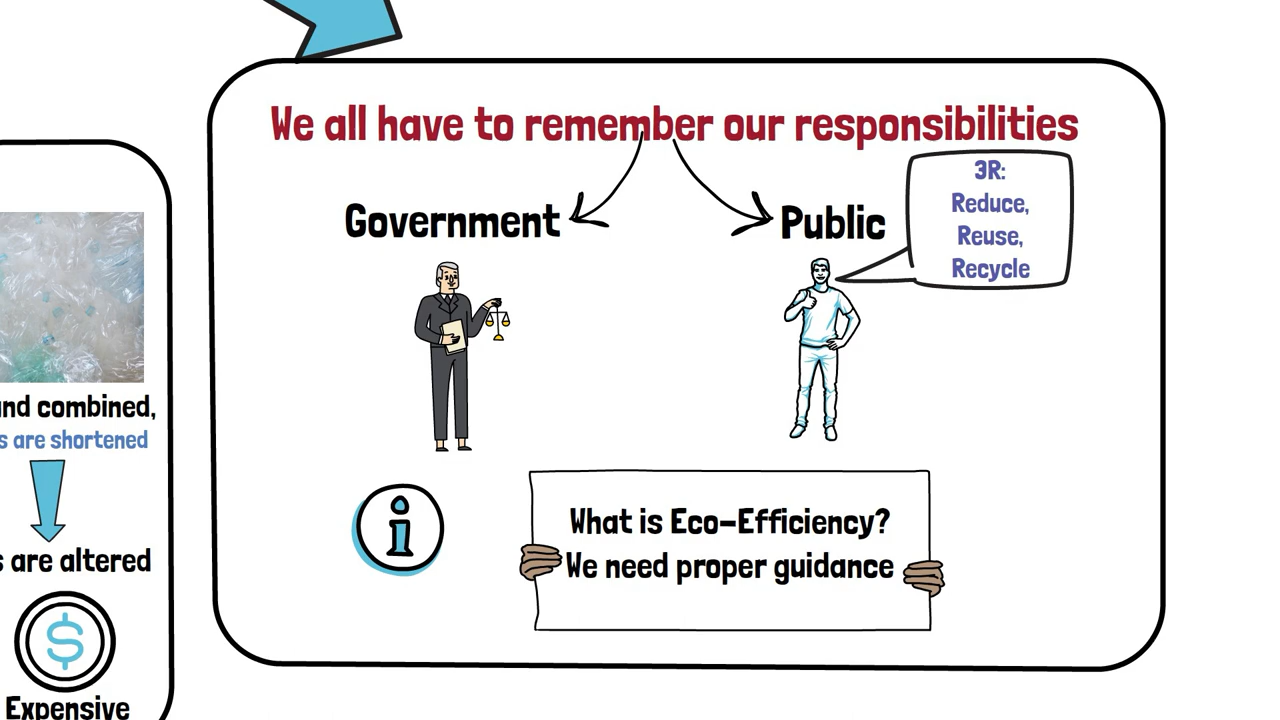 We all have to remember our responsibilities
Government
Public
3R:
Reduce,
Reuse,
Recycle
What is Eco-Efficiency?
We need proper guidance
and combined,
s are shortened
s are altered
$
Expensive